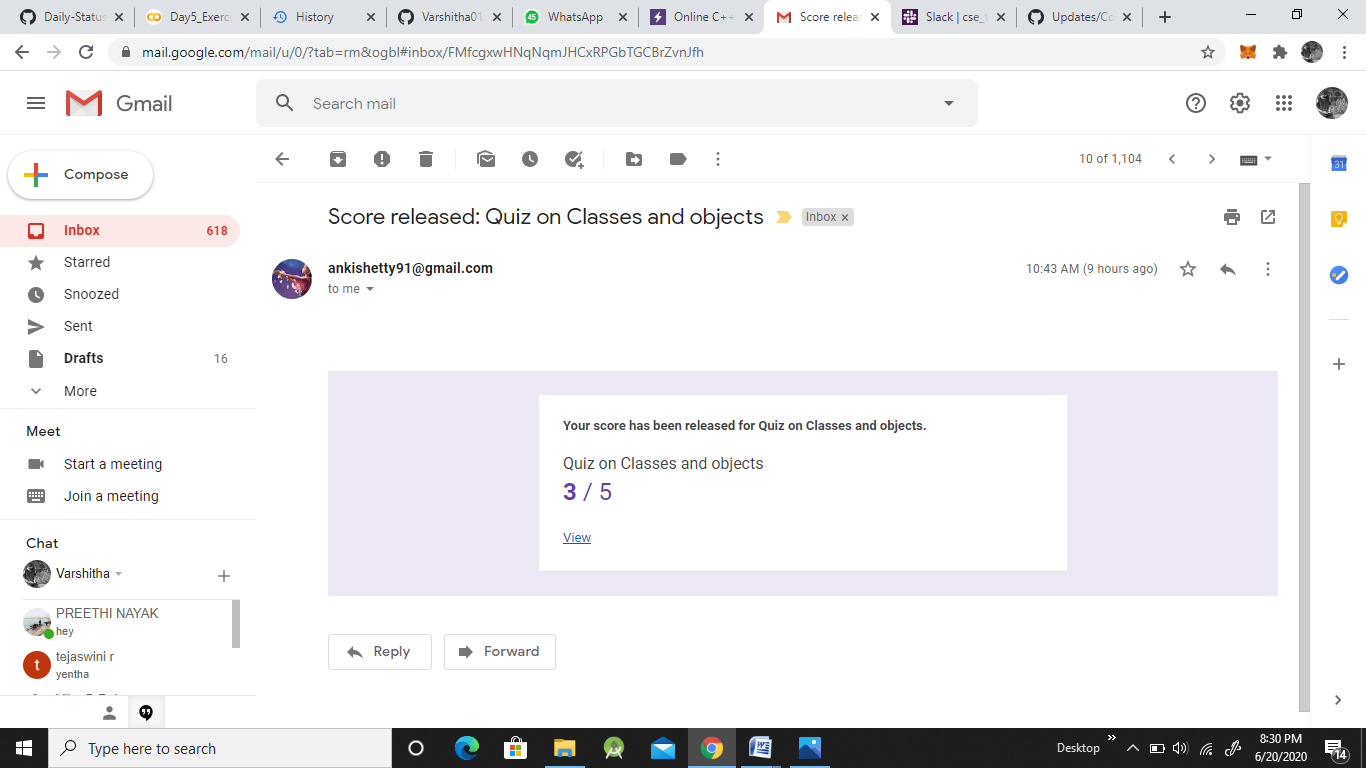 Daily-Status
Day5_Exerc
History
Varshitha01
45
WhatsApp
Online C++
Score releas
Slack | cse_
Updates/Co
mail.google.com/mail/u/0/?tab=rm&ogbl#inbox/FMfcgxwHNqNqmJHCxRPGbTGCBrZvnJfh
Gmail
Search mail
Compose
10 of 1,104
31
Score released: Quiz on Classes and objects
Inbox x
Inbox 618
Starred
Snoozed
Sent
Drafts 16
More
ankishetty91@gmail.com
10:43 AM (9 hours ago)
to me
Your score has been released for Quiz on Classes and objects.
Quiz on Classes and objects
3 / 5
View
Meet
Start a meeting
Join a meeting
Chat
Varshitha
PREETHI NAYAK
hey
t
tejaswini r
yentha
Reply
Forward
Type here to search
Desktop
8:30 PM
6/20/2020
14